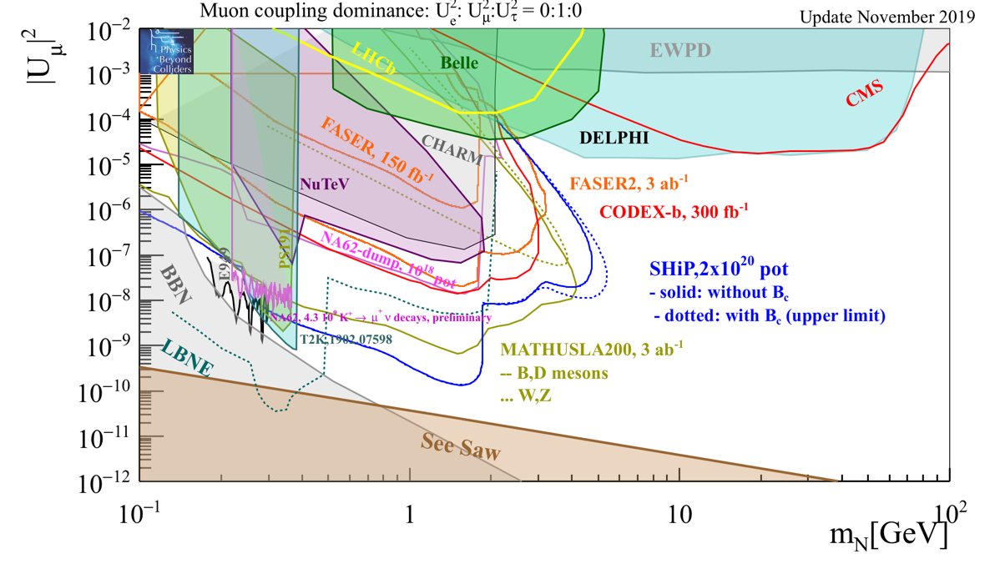 Muon coupling dominance: U²ₑ: U²_μ:U²_τ = 0:1:0
Update November 2019
|U_μ|²
10⁻²
10⁻³
10⁻⁴
10⁻⁵
10⁻⁶
10⁻⁷
10⁻⁸
10⁻⁹
10⁻¹⁰
10⁻¹¹
10⁻¹²
Physics
Beyond
Colliders
LHCb
Belle
EWPD
CMS
DELPHI
FASER, 150 fb⁻¹
CHARM
NuTeV
FASER2, 3 ab⁻¹
CODEX-b, 300 fb⁻¹
NA62-dump, 10¹⁸ pot
PS191
E949
BBN
SHiP,2x10²⁰ pot
- solid: without B_c
- dotted: with B_c (upper limit)
NA62, 4.3 10⁹ K⁺ → μ⁺ ν decays, preliminary
T2K,1902.07598
LBNE
MATHUSLA200, 3 ab⁻¹
-- B,D mesons
... W,Z
See Saw
10⁻¹
1
10
10²
m_N[GeV]